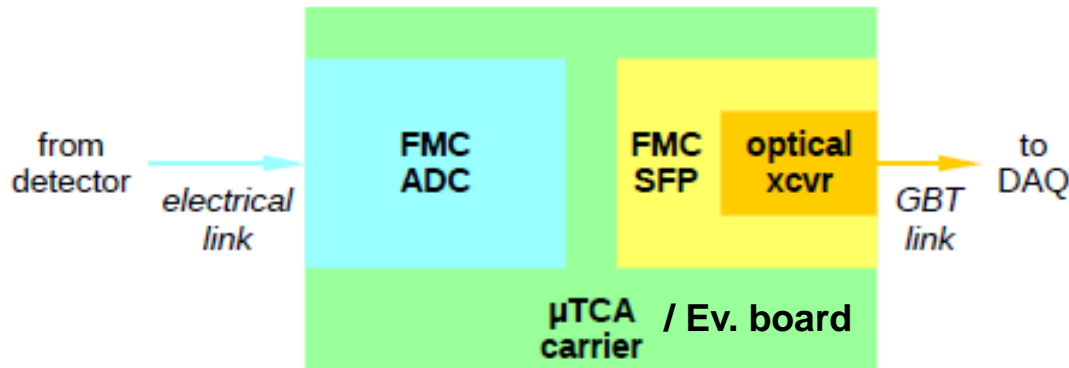 from
detector
electrical
link
FMC
ADC
FMC
SFP
optical
xcvr
GBT
link
to
DAQ
µTCA / Ev. board
carrier